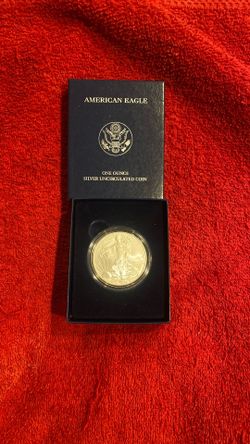 AMERICAN EAGLE
ONE OUNCE
SILVER UNCIRCULATED COIN